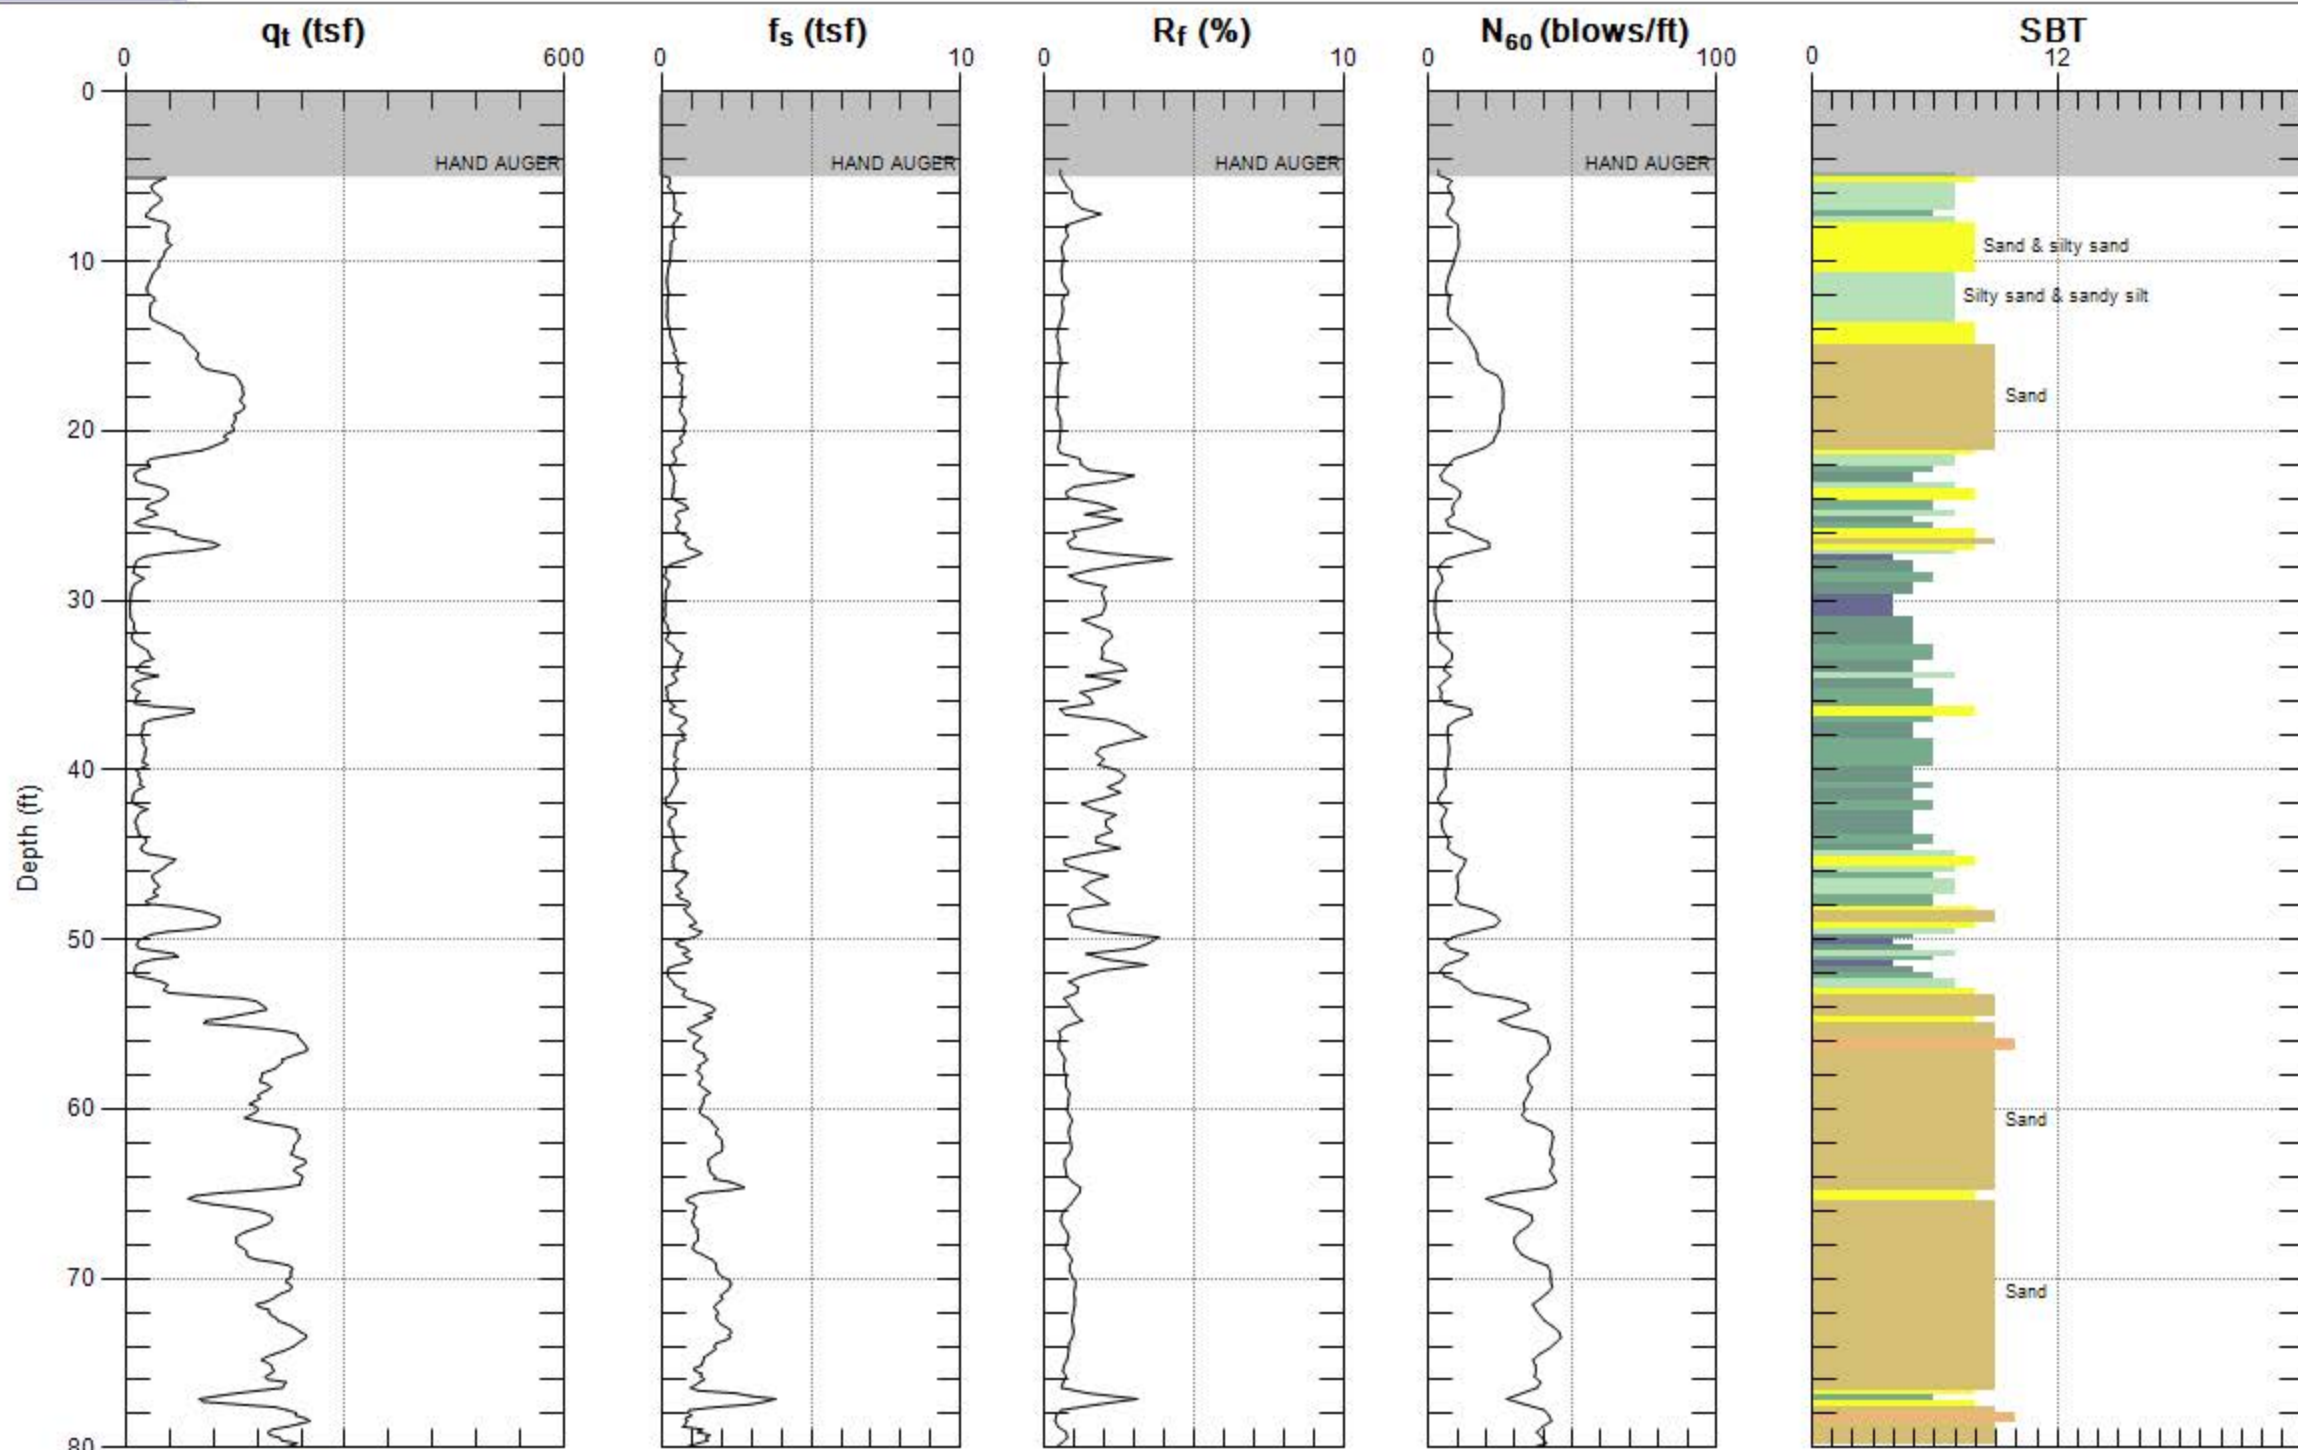 qt (tsf)
fs (tsf)
Rf (%)
N60 (blows/ft)
SBT
0
600
0
10
0
10
0
100
0
12
0
HAND AUGER
HAND AUGER
HAND AUGER
HAND AUGER
Sand & silty sand
10
Silty sand & sandy silt
Sand
20
30
40
Depth (ft)
50
60
Sand
70
Sand
80